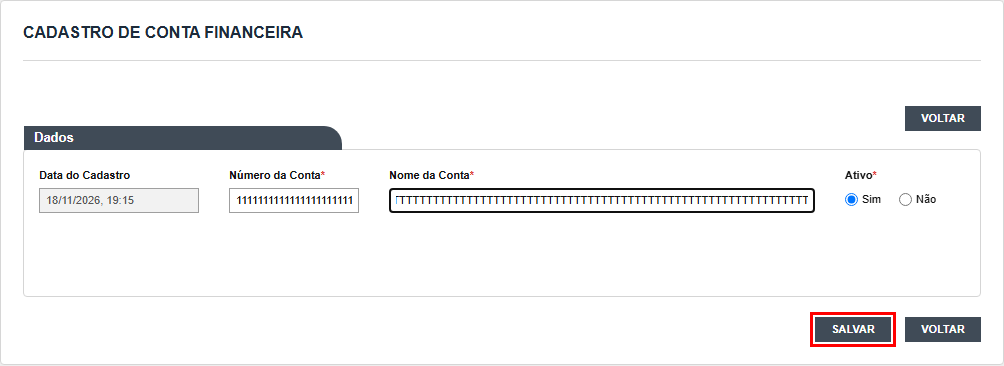 CADASTRO DE CONTA FINANCEIRA
VOLTAR
Dados
Data do Cadastro Número da Conta* Nome da Conta* Ativo*
18/11/2026, 19:15 Sim Não
SALVAR VOLTAR